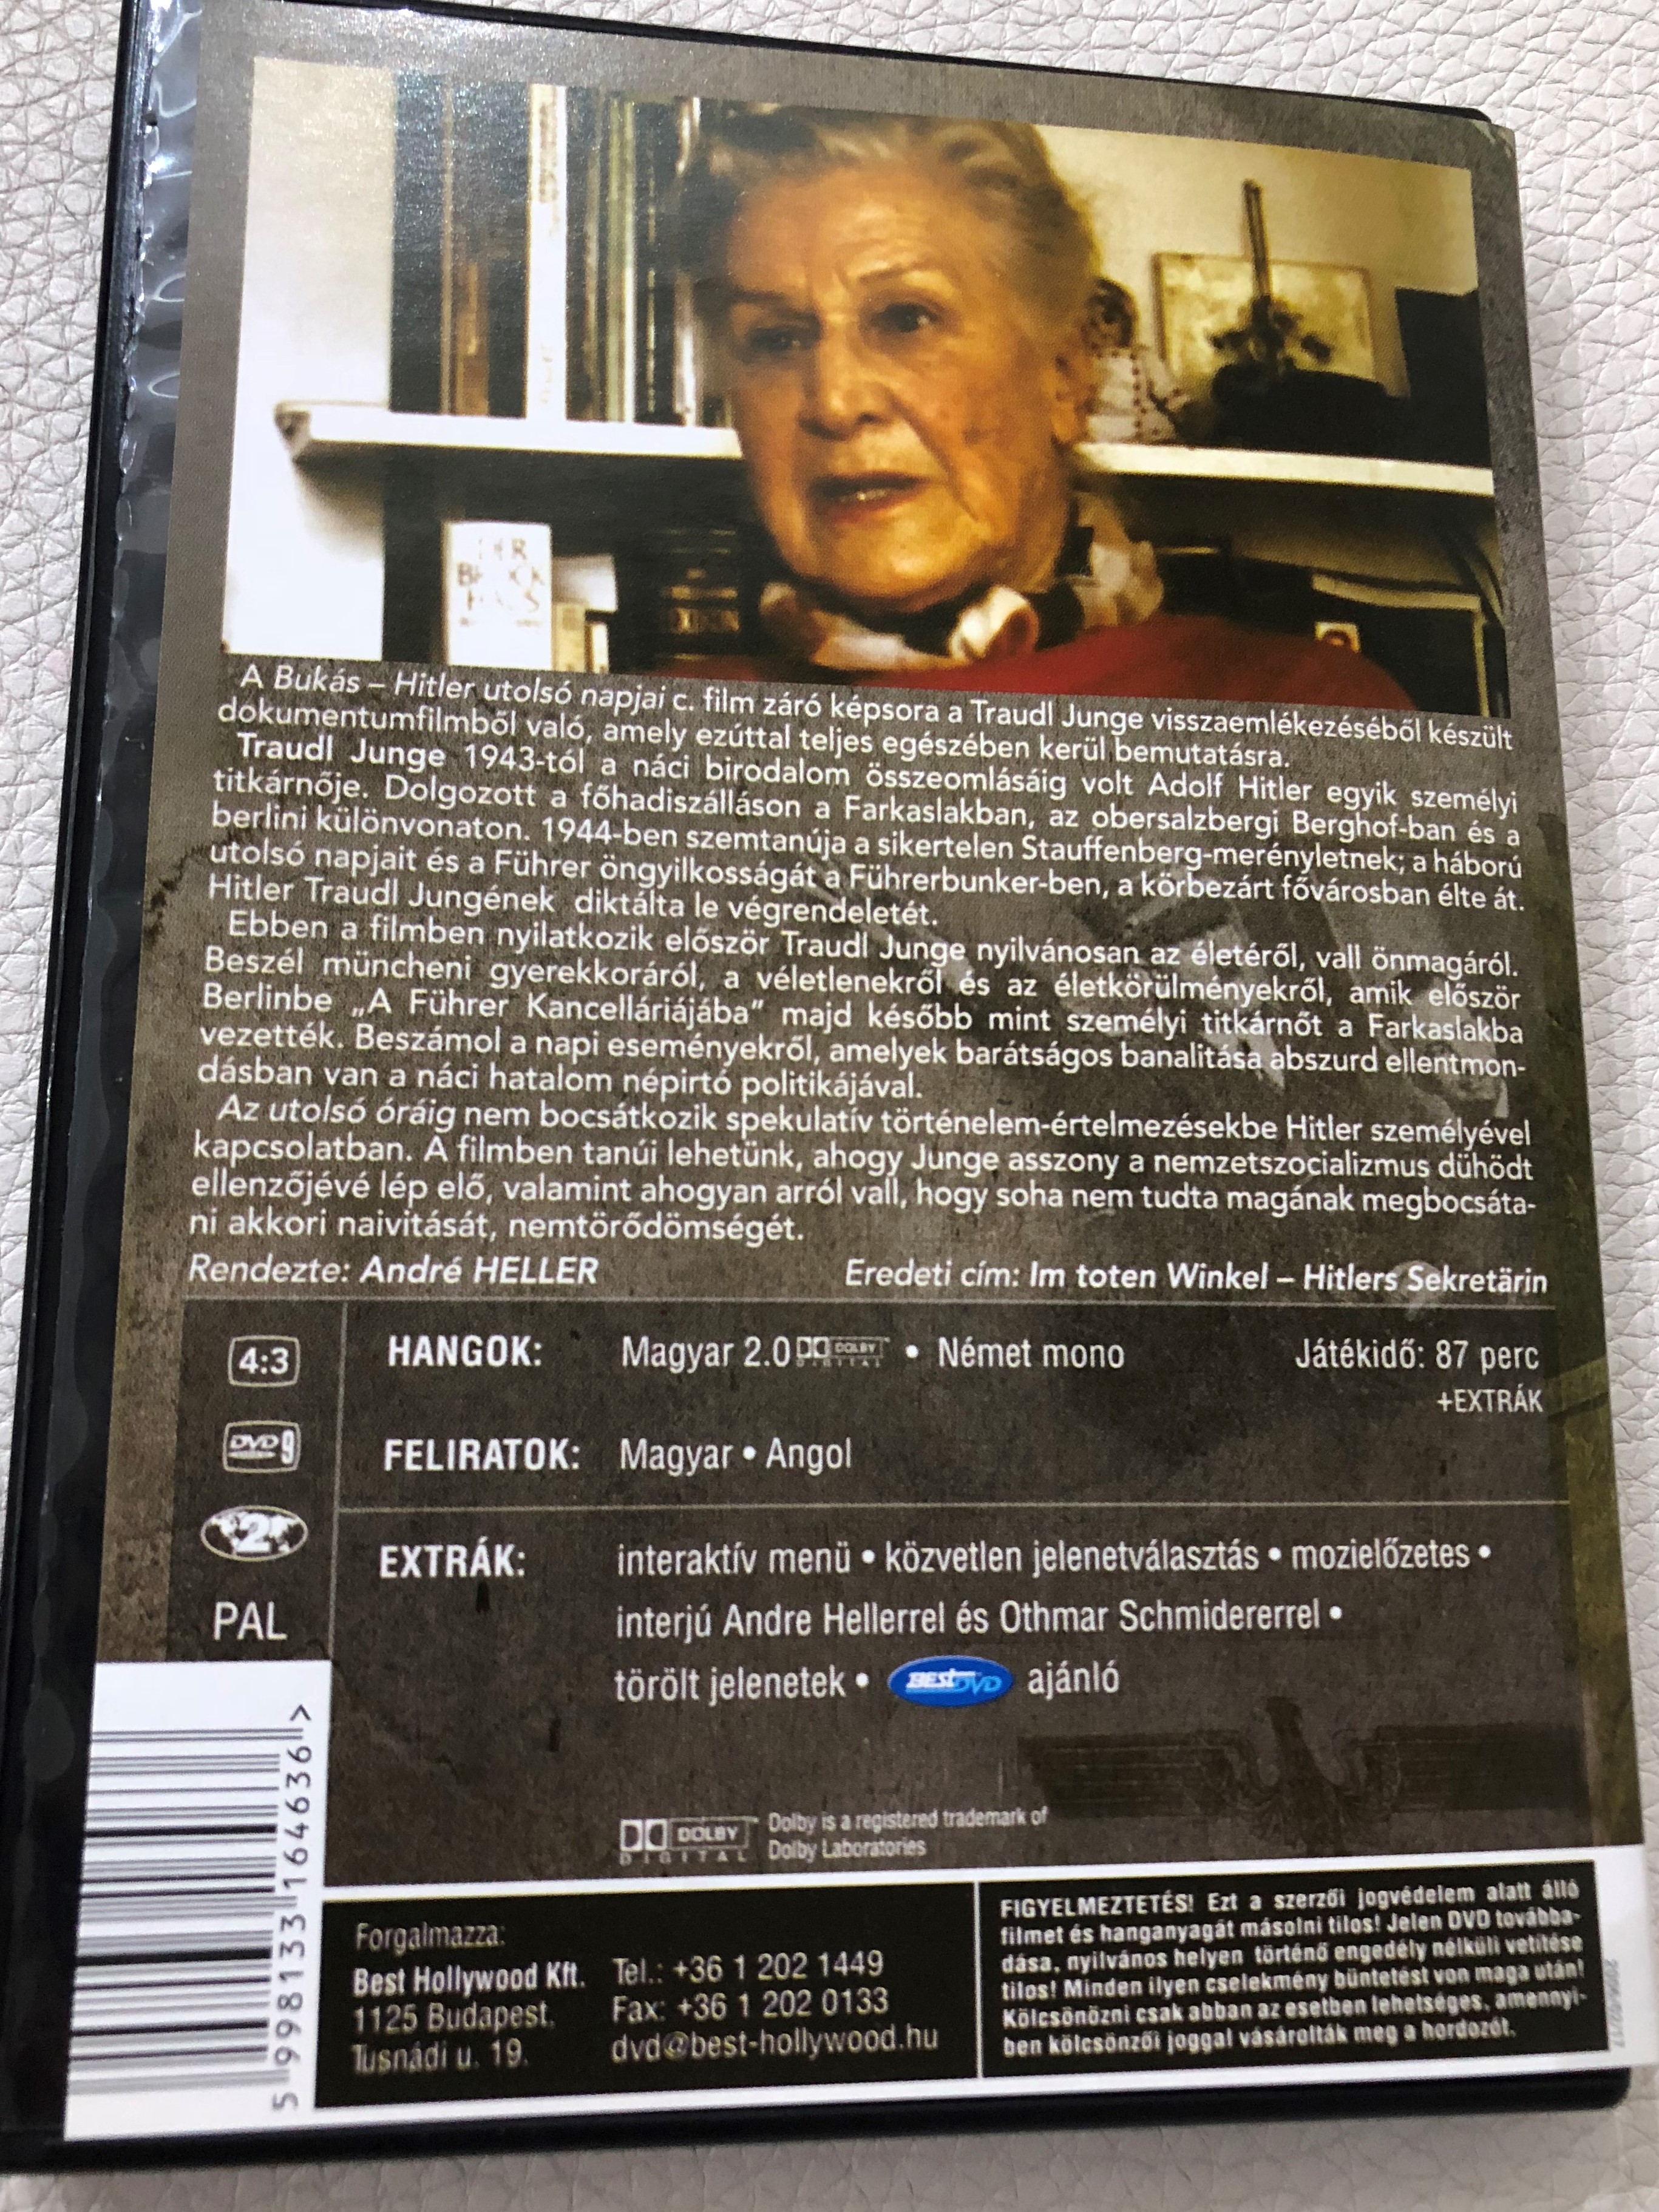 DER
BROCK
HAUS
LEXIKON
A Bukás – Hitler utolsó napjai c. film záró képsora a Traudl Junge visszaemlékezéséből készült
dokumentumfilmből való, amely ezúttal teljes egészében kerül bemutatásra.
Traudl Junge 1943-tól a náci birodalom összeomlásáig volt Adolf Hitler egyik személyi
titkárnője. Dolgozott a főhadiszálláson a Farkaslakban, az obersalzbergi Berghof-ban és a
berlini különvonaton. 1944-ben szemtanúja a sikertelen Stauffenberg-merényletnek; a háború
utolsó napjait és a Führer öngyilkosságát a Führerbunker-ben, a körbezárt fővárosban élte át.
Hitler Traudl Jungének diktálta le végrendeletét.
Ebben a filmben nyilatkozik először Traudl Junge nyilvánosan az életéről, vall önmagáról.
Beszél müncheni gyerekkoráról, a véletlenekről és az életkörülményekről, amik először
Berlinbe „A Führer Kancelláriájába” majd később mint személyi titkárnőt a Farkaslakba
vezették. Beszámol a napi eseményekről, amelyek barátságos banalitása abszurd ellentmon-
dásban van a náci hatalom népirtó politikájával.
Az utolsó óráig nem bocsátkozik spekulatív történelem-értelmezésekbe Hitler személyével
kapcsolatban. A filmben tanúi lehetünk, ahogy Junge asszony a nemzetszocializmus dühödt
ellenzőjévé lép elő, valamint ahogyan arról vall, hogy soha nem tudta magának megbocsáta-
ni akkori naivitását, nemtörődömségét.
Rendezte: André HELLER Eredeti cím: Im toten Winkel – Hitlers Sekretärin
4:3
HANGOK: Magyar 2.0 DOLBY DIGITAL • Német mono Játékidő: 87 perc
+EXTRÁK
DVD 9
FELIRATOK: Magyar • Angol
2
EXTRÁK: interaktív menü • közvetlen jelenetválasztás • mozielőzetes •
PAL
interjú Andre Hellerrel és Othmar Schmidererrel •
törölt jelenetek • BEST DVD ajánló
DOLBY
DIGITAL
Dolby is a registered trademark of
Dolby Laboratories
5 998133 164636 >
Forgalmazza:
Best Hollywood Kft. Tel.: +36 1 202 1449
1125 Budapest, Fax: +36 1 202 0133
Tusnádi u. 19. dvd@best-hollywood.hu
FIGYELMEZTETÉS! Ezt a szerzői jogvédelem alatt álló
filmet és hanganyagát másolni tilos! Jelen DVD továbba-
dása, nyilvános helyen történő engedély nélküli vetítése
tilos! Minden ilyen cselekmény büntetést von maga után!
Kölcsönözni csak abban az esetben lehetséges, amennyi-
ben kölcsönzői joggal vásárolták meg a hordozót.